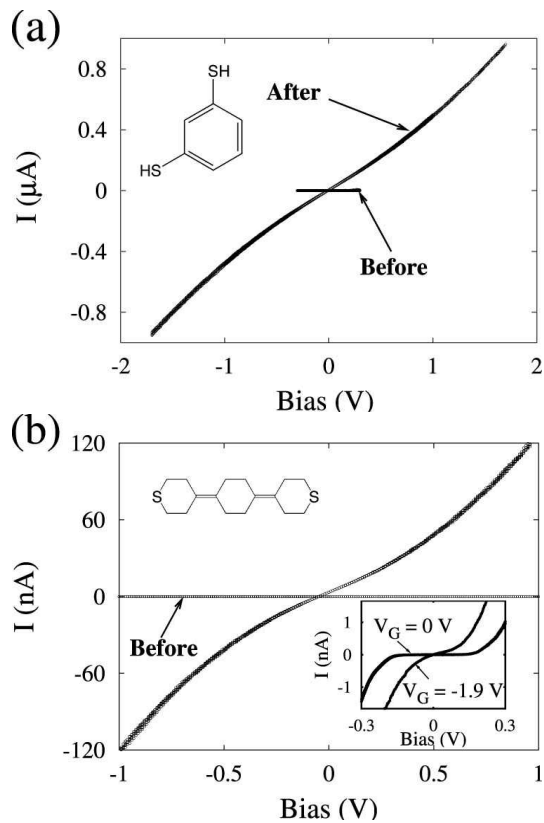 (a)
0.8
0.4
0
-0.4
-0.8
I (μA)
SH
HS
After
Before
-2
-1
0
1
2
Bias (V)
(b)
120
60
0
-60
-120
I (nA)
S
S
Before
-1
-0.5
0
0.5
1
Bias (V)
1
0
-1
I (nA)
V_G = 0 V
V_G = -1.9 V
-0.3
0
0.3
Bias (V)